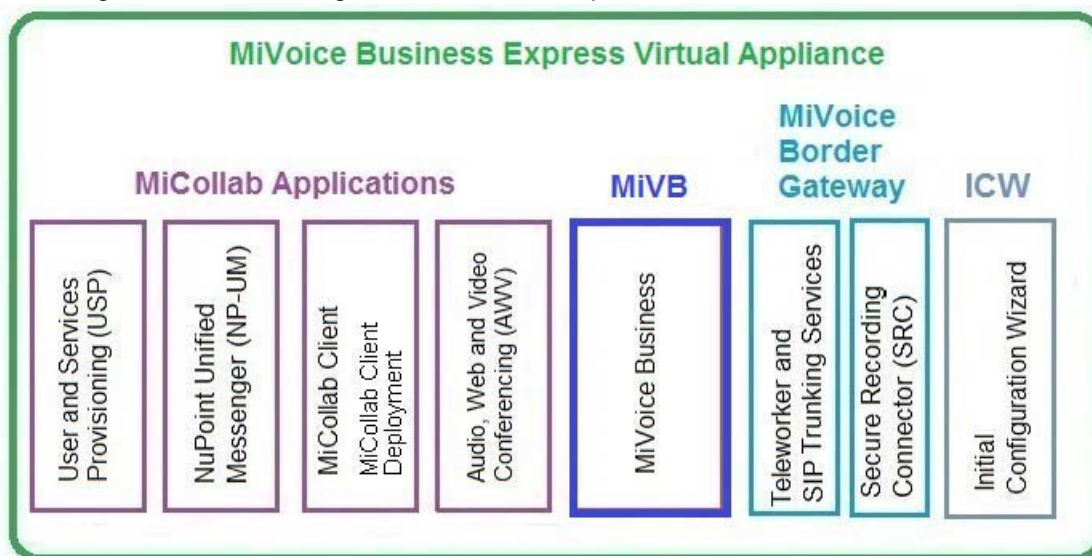 MiVoice Business Express Virtual Appliance
MiCollab Applications
MiVB
MiVoice
Border
Gateway
ICW
User and Services
Provisioning (USP)
NuPoint Unified
Messenger (NP-UM)
MiCollab Client
MiCollab Client
Deployment
Audio, Web and Video
Conferencing (AWV)
MiVoice Business
Teleworker and
SIP Trunking Services
Secure Recording
Connector (SRC)
Initial
Configuration Wizard